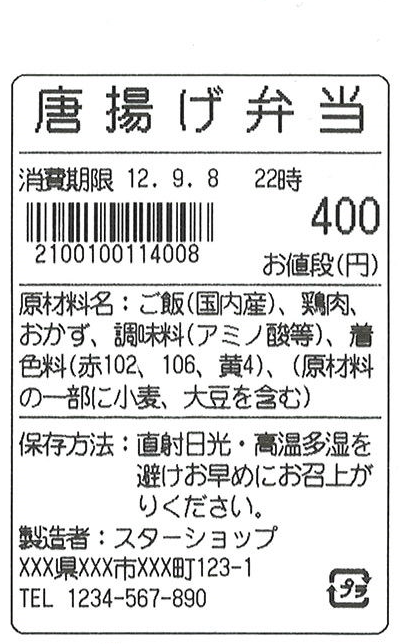 唐揚げ弁当
消費期限 12. 9. 8 22時
400
2100100114008
お値段(円)
原材料名：ご飯(国内産)、鶏肉、
おかず、調味料(アミノ酸等)、着
色料(赤102、106、黄4)、(原材料
の一部に小麦、大豆を含む)
保存方法：直射日光・高温多湿を
避けお早めにお召上が
りください。
製造者：スターショップ
XXX県XXX市XXX町123-1
TEL 1234-567-890
プラ